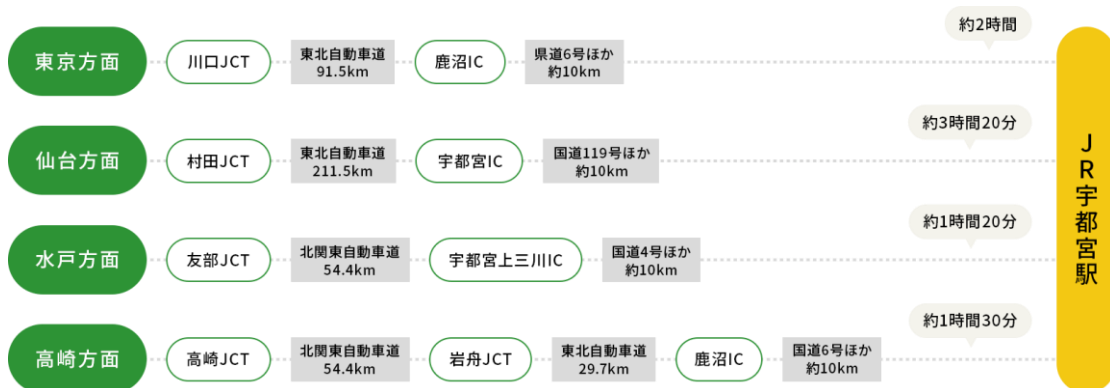 約2時間
東京方面
川口JCT
東北自動車道
91.5km
鹿沼IC
県道6号ほか
約10km
約3時間20分
仙台方面
村田JCT
東北自動車道
211.5km
宇都宮IC
国道119号ほか
約10km
約1時間20分
水戸方面
友部JCT
北関東自動車道
54.4km
宇都宮上三川IC
国道4号ほか
約10km
約1時間30分
高崎方面
高崎JCT
北関東自動車道
54.4km
岩舟JCT
東北自動車道
29.7km
鹿沼IC
国道6号ほか
約10km
JR宇都宮駅